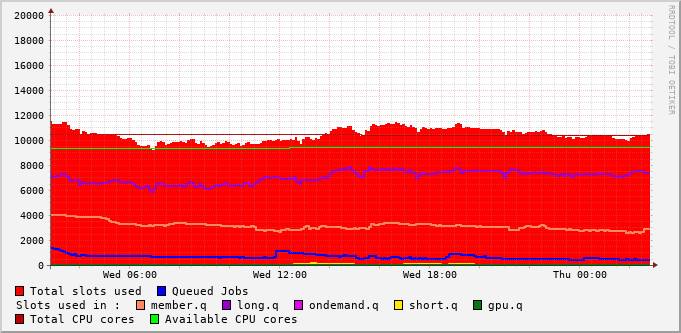 20000
18000
16000
14000
12000
10000
8000
6000
4000
2000
0
Wed 06:00 Wed 12:00 Wed 18:00 Thu 00:00
Total slots used Queued Jobs
Slots used in : member.q long.q ondemand.q short.q gpu.q
Total CPU cores Available CPU cores
RRDTOOL / TOBI OETIKER